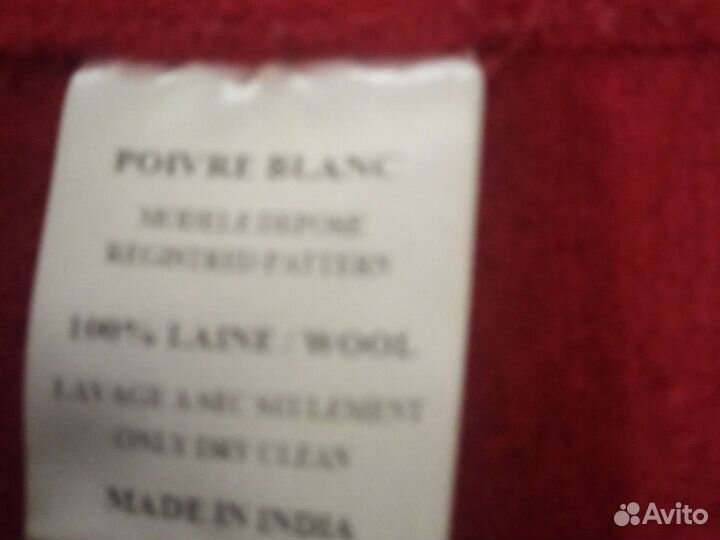 POIVRE BLANC
MODELE DEPOSE
REGISTRED PATTERN
100% LAINE / WOOL
LAVAGE A SEC SEULEMENT
ONLY DRY CLEAN
MADE IN INDIA
Avito